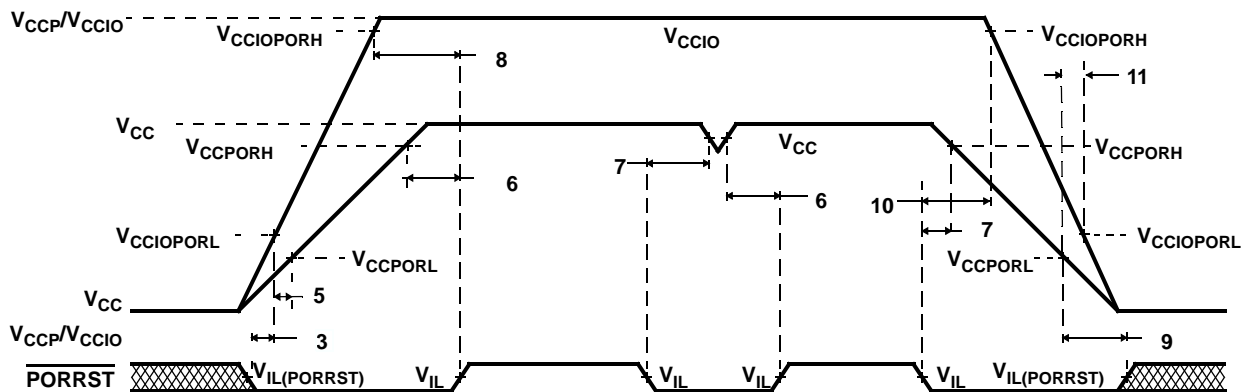 VCCP/VCCIO
VCCIOPORH VCCIO VCCIOPORH
8 11
VCC
VCCPORH VCC VCCPORH
7
6 6 10 7
VCCIOPORL VCCIOPORL
VCCPORL VCCPORL
VCC 5
VCCP/VCCIO 3 9
PORRST VIL(PORRST) VIL VIL VIL VIL VIL(PORRST)